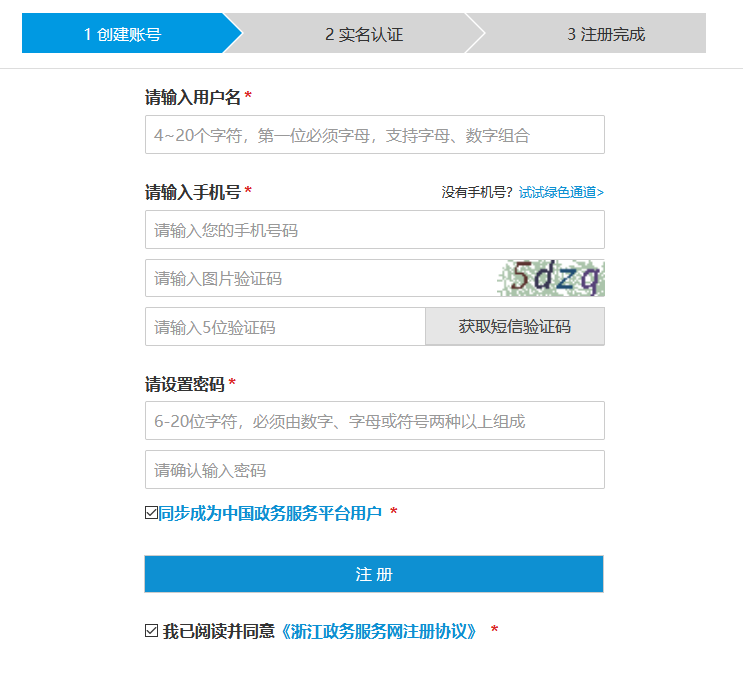 1 创建账号 2 实名认证 3 注册完成
请输入用户名 *
4~20个字符，第一位必须字母，支持字母、数字组合
请输入手机号 * 没有手机号？试试绿色通道>
请输入您的手机号码
请输入图片验证码 5dzq
请输入5位验证码 获取短信验证码
请设置密码 *
6-20位字符，必须由数字、字母或符号两种以上组成
请确认输入密码
同步成为中国政务服务平台用户 *
注 册
我已阅读并同意《浙江政务服务网注册协议》 *